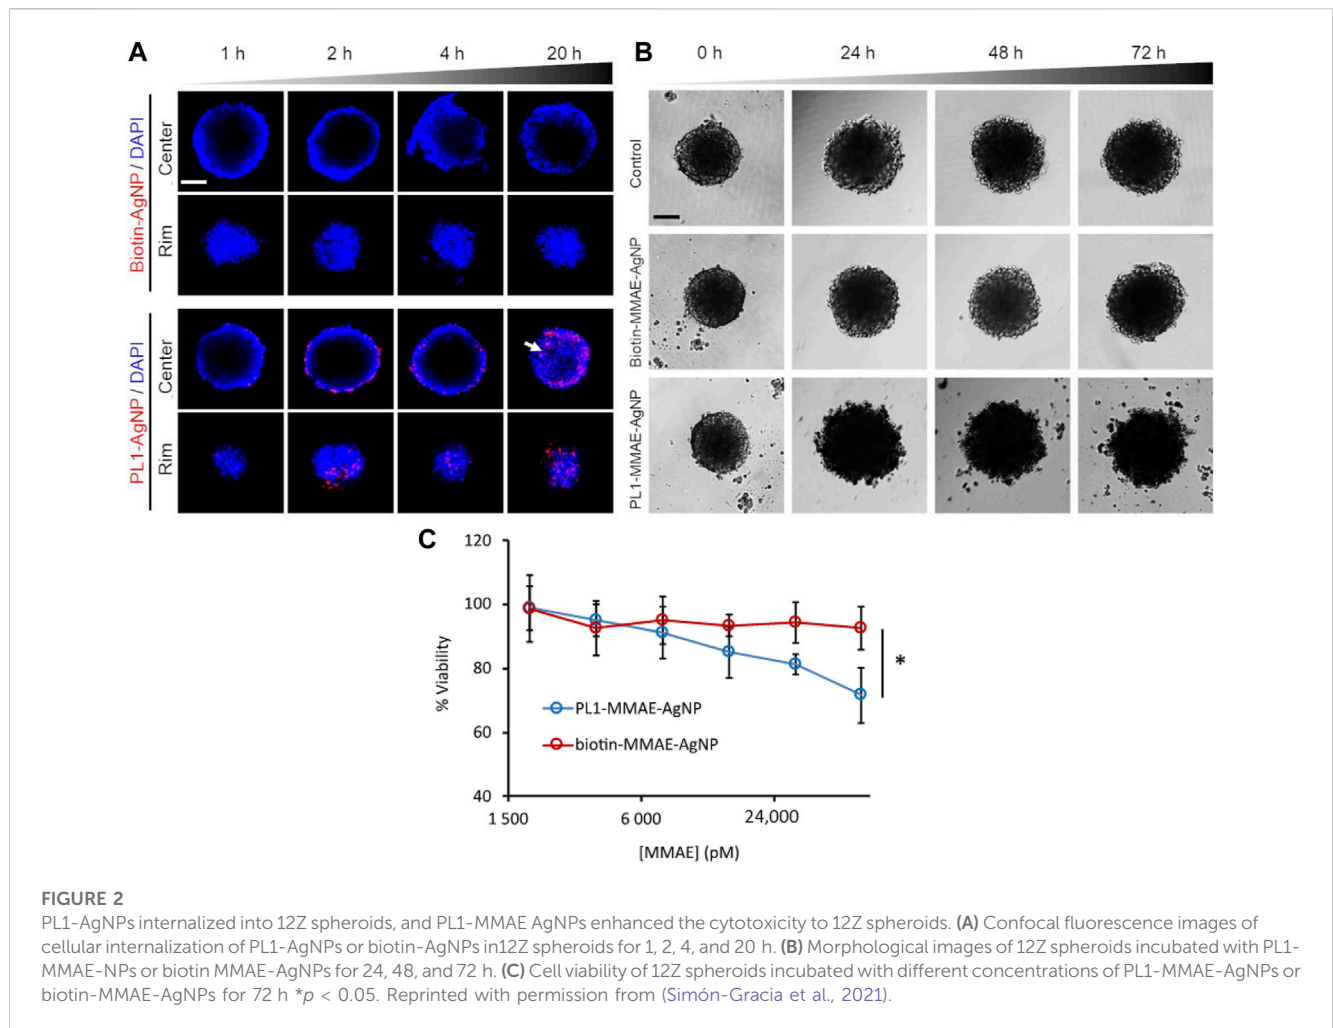 A
1 h
2 h
4 h
20 h
Biotin-AgNP / DAPI
Center
Rim
PL1-AgNP / DAPI
Center
Rim
B
0 h
24 h
48 h
72 h
Control
Biotin-MMAE-AgNP
PL1-MMAE-AgNP
C
120
100
80
60
40
% Viability
PL1-MMAE-AgNP
biotin-MMAE-AgNP
*
1 500
6 000
24,000
[MMAE] (pM)
FIGURE 2
PL1-AgNPs internalized into 12Z spheroids, and PL1-MMAE AgNPs enhanced the cytotoxicity to 12Z spheroids. (A) Confocal fluorescence images of
cellular internalization of PL1-AgNPs or biotin-AgNPs in12Z spheroids for 1, 2, 4, and 20 h. (B) Morphological images of 12Z spheroids incubated with PL1-
MMAE-NPs or biotin MMAE-AgNPs for 24, 48, and 72 h. (C) Cell viability of 12Z spheroids incubated with different concentrations of PL1-MMAE-AgNPs or
biotin-MMAE-AgNPs for 72 h *p < 0.05. Reprinted with permission from (Simón-Gracia et al., 2021).